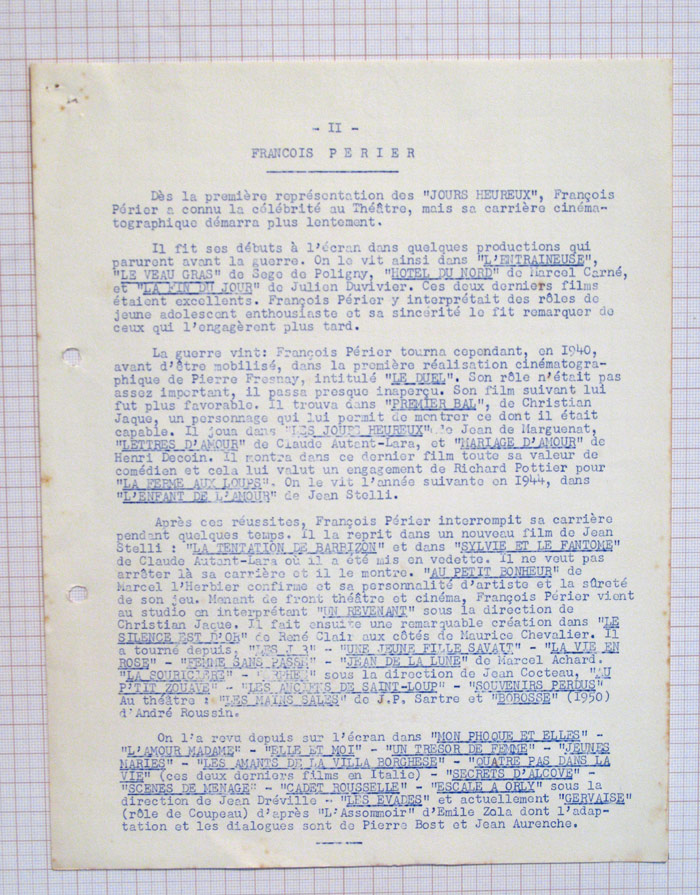 - II -
FRANCOIS P E R I E R
Dès la première représentation des "JOURS HEUREUX", François
Périer a connu la célébrité au Théâtre, mais sa carrière cinéma-
tographique démarra plus lentement.
Il fit ses débuts à l'écran dans quelques productions qui
parurent avant la guerre. On le vit ainsi dans "L'ENTRAINEUSE",
"LE VEAU GRAS" de Sege de Poligny, "HOTEL DU NORD" de Marcel Carné,
et "LA FIN DU JOUR" de Julien Duvivier. Ces deux derniers films
étaient excellents. François Périer y interprétait des rôles de
jeune adolescent enthousiaste et sa sincérité le fit remarquer de
ceux qui l'engagèrent plus tard.
La guerre vint: François Périer tourna cependant, en 1940,
avant d'être mobilisé, dans la première réalisation cinématogra-
phique de Pierre Fresnay, intitulé "LE DUEL". Son rôle n'était pas
assez important, il passa presque inaperçu. Son film suivant lui
fut plus favorable. Il trouva dans "PREMIER BAL", de Christian
Jaque, un personnage qui lui permit de montrer ce dont il était
capable. Il joua dans "LES JOURS HEUREUX" de Jean de Marguenat,
"LETTRES D'AMOUR" de Claude Autent-Lara, et "MARIAGE D'AMOUR" de
Henri Decoin. Il montra dans ce dernier film toute sa valeur de
comédien et cela lui valut un engagement de Richard Pottier pour
"LA FERME AUX LOUPS". On le vit l'année suivante en 1944, dans
"L'ENFANT DE L'AMOUR" de Jean Stelli.
Après ces réussites, François Périer interrompit sa carrière
pendant quelques temps. Il la reprit dans un nouveau film de Jean
Stelli : "LA TENTATION DE BARBIZON" et dans "SYLVIE ET LE FANTOME"
de Claude Autant-Lara où il a été mis en vedette. Il ne veut pas
arrêter là sa carrière et il le montre. "AU PETIT BONHEUR" de
Marcel l'Herbier confirme et sa personnalité d'artiste et la sûreté
de son jeu. Menant de front théâtre et cinéma, François Périer vient
au studio en interprétant "UN REVENANT" sous la direction de
Christian Jaque. Il fait ensuite une remarquable création dans "LE
SILENCE EST D'OR" de René Clair aux côtés de Maurice Chevalier. Il
a tourné depuis, "LES J 3" - "UNE JEUNE FILLE SAVAIT" - "LA VIE EN
ROSE" - "FEMME SANS PASSE" - "JEAN DE LA LUNE" de Marcel Achard.
"LA SOURICIERE" - "ORPHEE" sous la direction de Jean Cocteau, "AU
P'TIT ZOUAVE" - "LES ANCIENS DE SAINT-LOUP" - "SOUVENIRS PERDUS"
Au théâtre : "LES MAINS SALES" de J.P. Sartre et "BOBOSSE" (1950)
d'André Roussin.
On l'a revu depuis sur l'écran dans "MON PHOQUE ET ELLES" -
"L'AMOUR MADAME" - "ELLE ET MOI" - "UN TRESOR DE FEMME" - "JEUNES
MARIES" - "LES AMANTS DE LA VILLA BORGHESE" - "QUATRE PAS DANS LA
VIE" (ces deux derniers films en Italie) - "SECRETS D'ALCOVE" -
"SCENES DE MENAGE" - "CADET ROUSSELLE" - "ESCALE A ORLY" sous la
direction de Jean Dréville - "LES EVADES" et actuellement "GERVAISE"
(rôle de Coupeau) d'après "L'Assommoir" d'Emile Zola dont l'adap-
tation et les dialogues sont de Pierre Bost et Jean Aurenche.